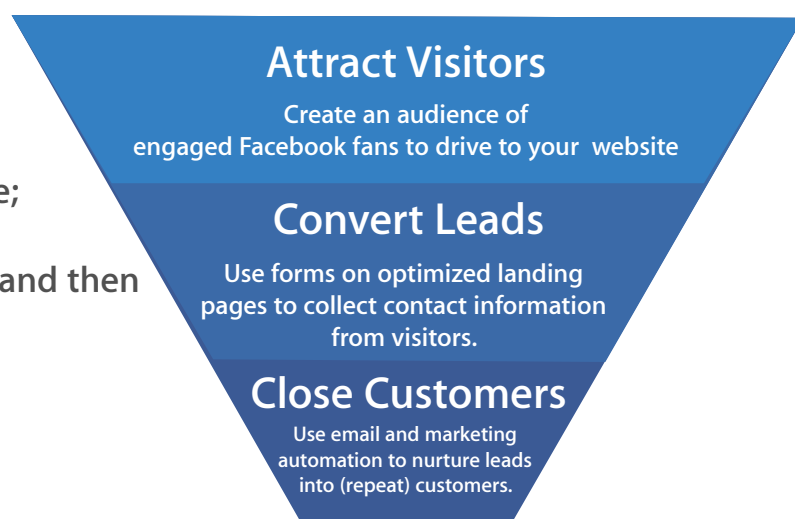 Attract Visitors
Create an audience of
engaged Facebook fans to drive to your website
e;
Convert Leads
and then
Use forms on optimized landing
pages to collect contact information
from visitors.
Close Customers
Use email and marketing
automation to nurture leads
into (repeat) customers.